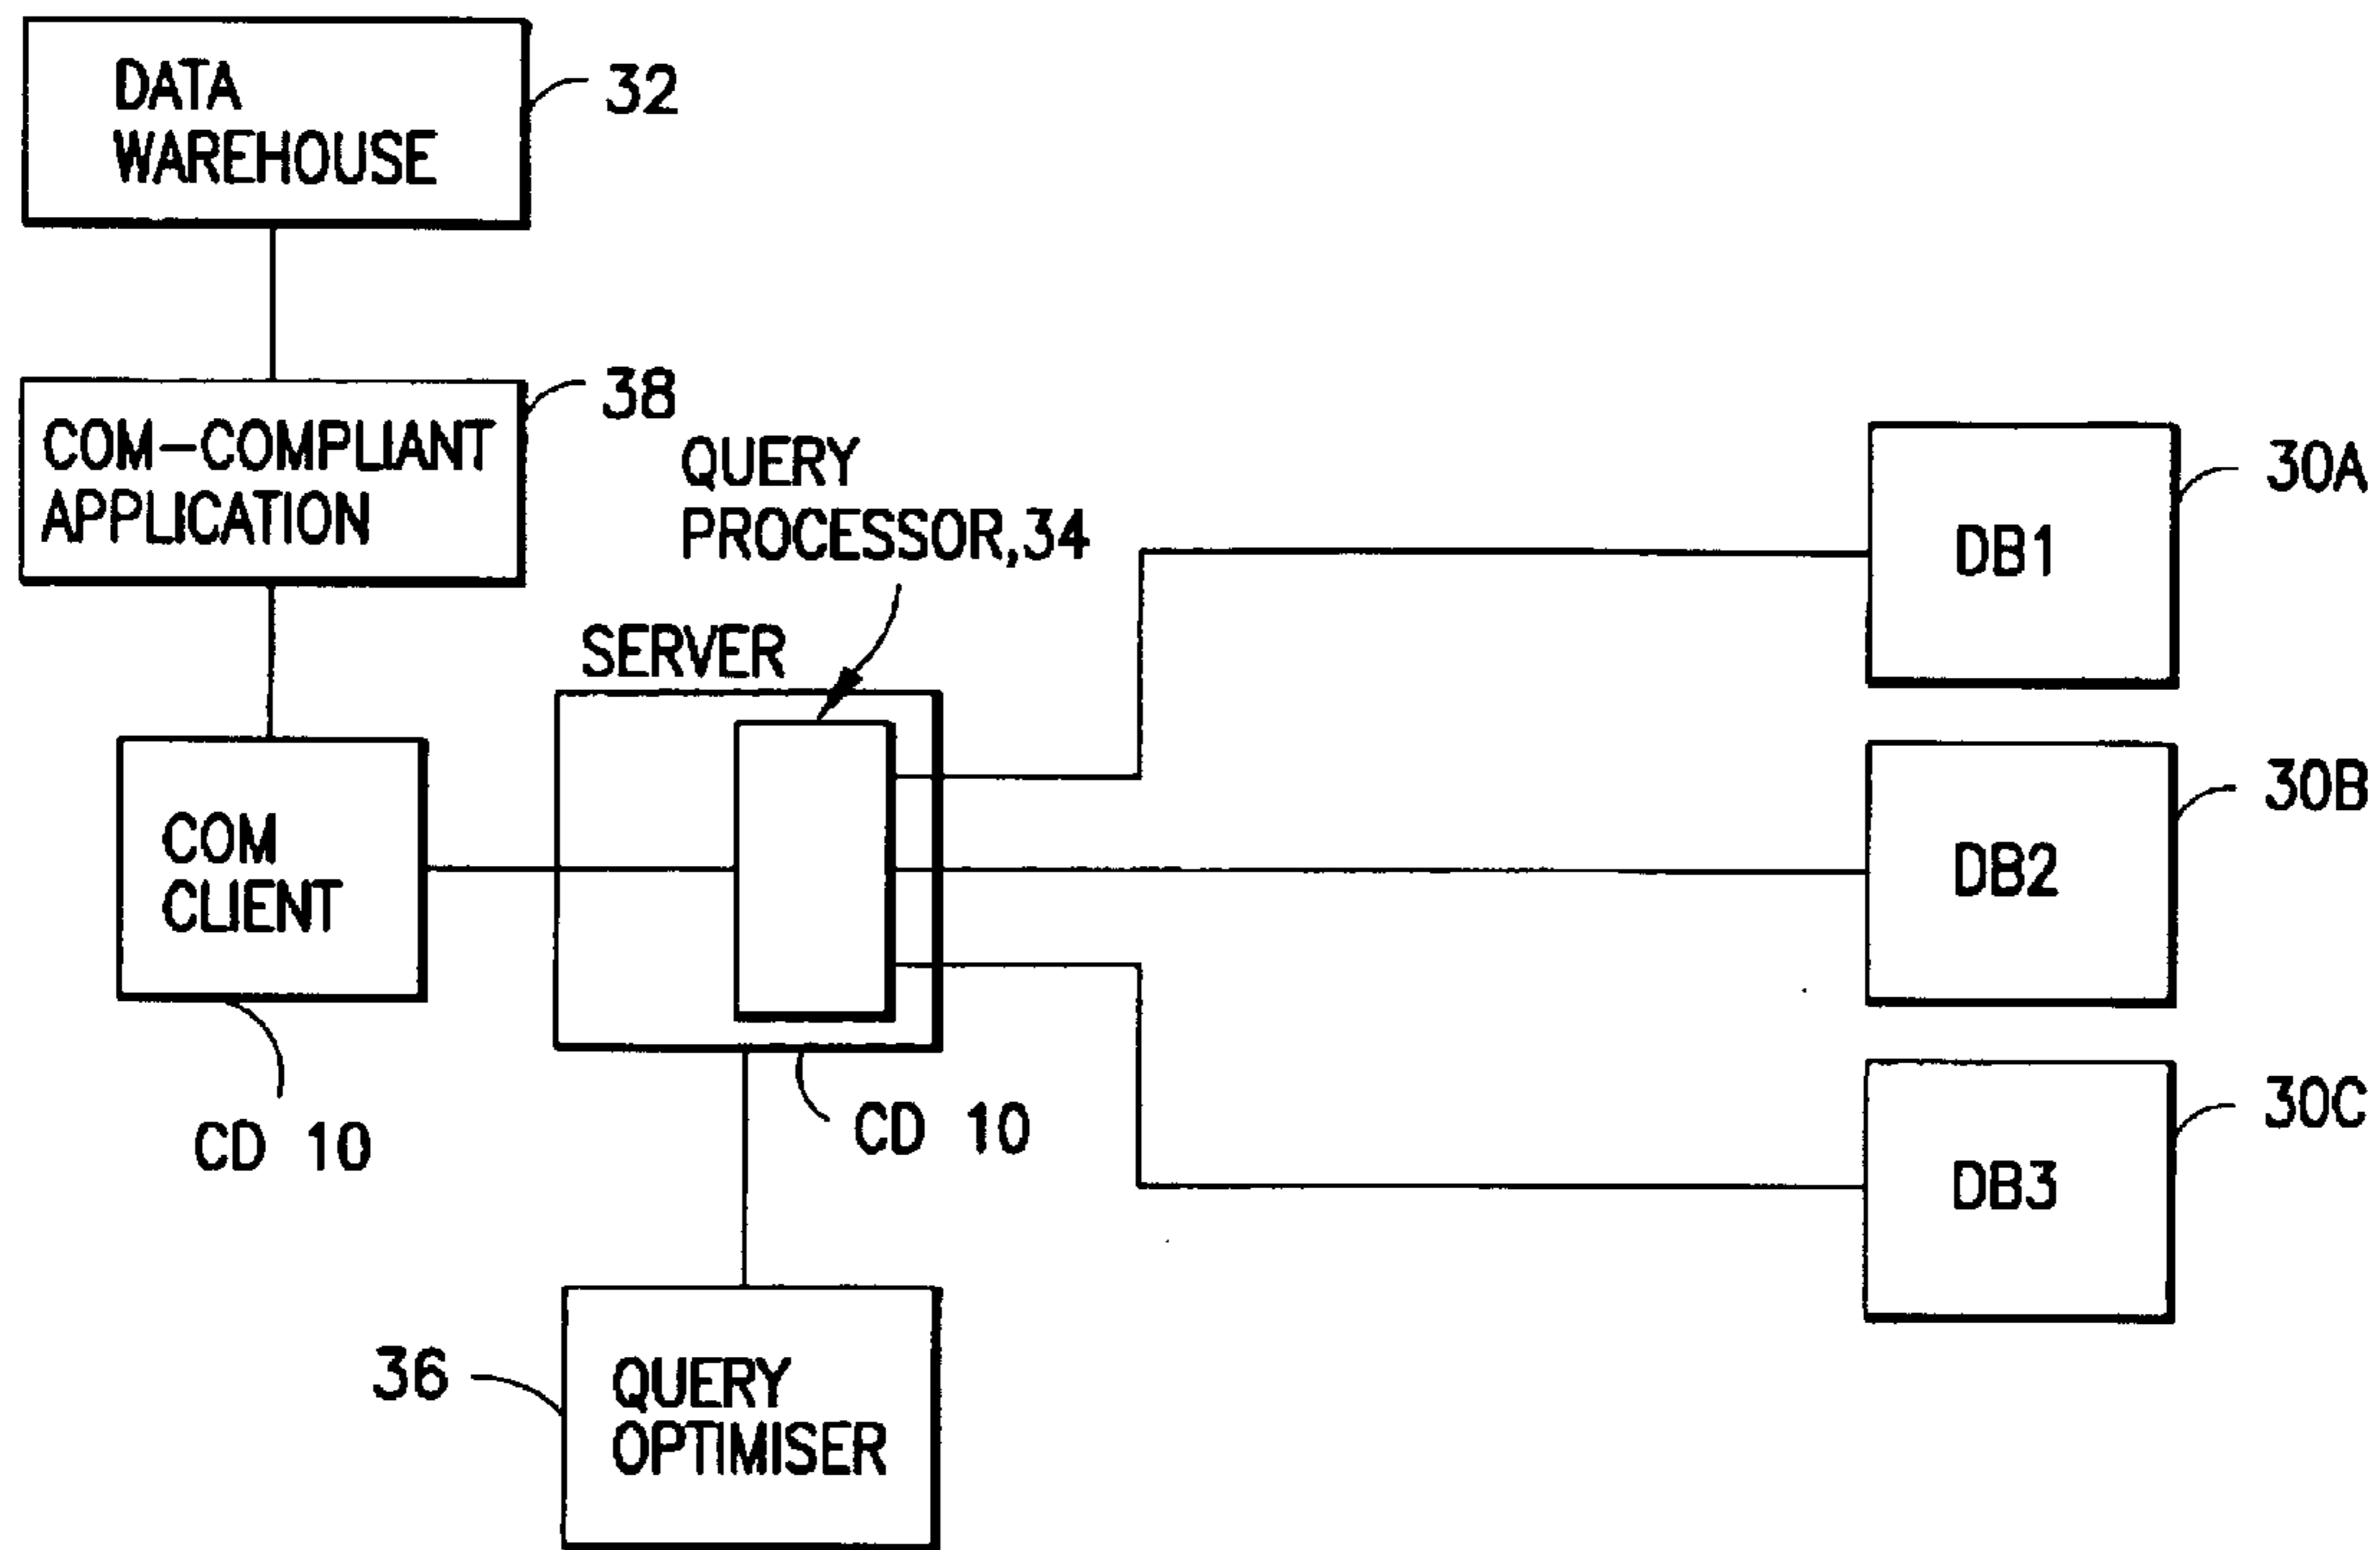 DATA
WAREHOUSE
32
COM-COMPLIANT
APPLICATION
38
QUERY
PROCESSOR,34
SERVER
COM
CLIENT
CD 10
CD 10
36
QUERY
OPTIMISER
DB1
30A
DB2
30B
DB3
30C